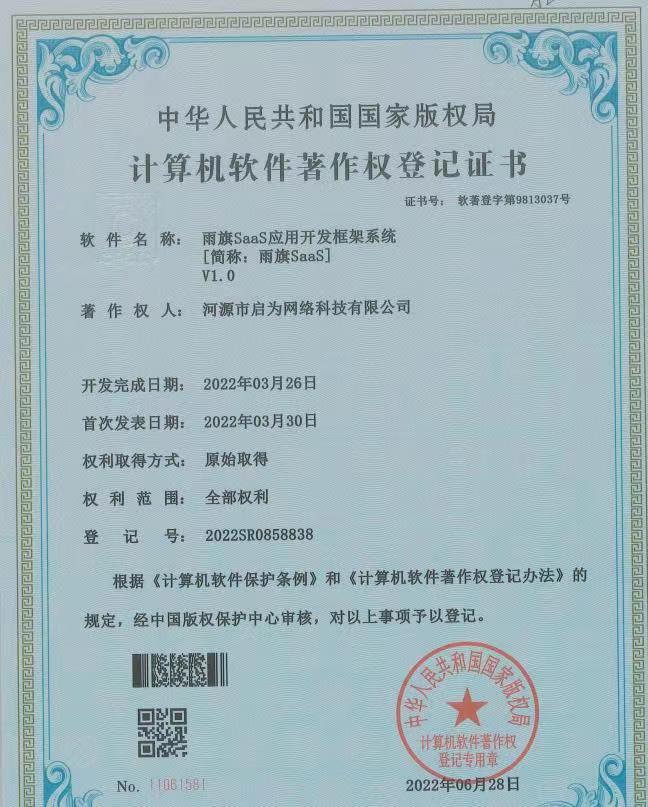 中华人民共和国国家版权局
计算机软件著作权登记证书
证书号： 软著登字第9813037号
软件名称： 雨旗SaaS应用开发框架系统
[简称：雨旗SaaS]
V1.0
著作权人： 河源市启为网络科技有限公司
开发完成日期： 2022年03月26日
首次发表日期： 2022年03月30日
权利取得方式： 原始取得
权利范围： 全部权利
登记号： 2022SR0858838
根据《计算机软件保护条例》和《计算机软件著作权登记办法》的
规定，经中国版权保护中心审核，对以上事项予以登记。
中华人民共和国国家版权局
计算机软件著作权
登记专用章
No. 11061581
2022年06月28日